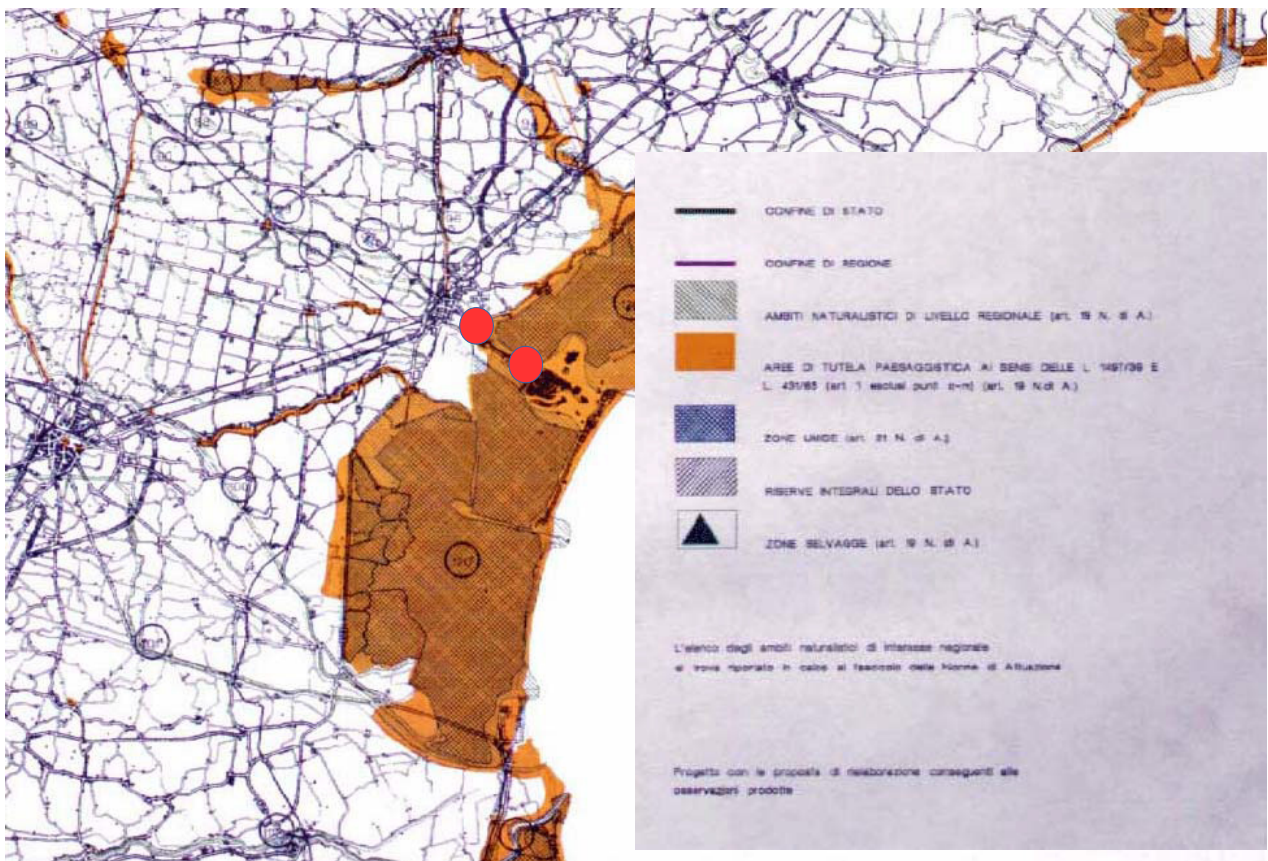 CONFINE DI STATO
CONFINE DI REGIONE
AMBITI NATURALISTICI DI LIVELLO REGIONALE (art. 19 N. di A.)
AREE DI TUTELA PAESAGGISTICA AI SENSI DELLE L. 1497/39 E
L. 431/85 (art. 1 esclusi punti e-m) (art. 19 N.di A.)
ZONE UMIDE (art. 21 N. di A.)
RISERVE INTEGRALI DELLO STATO
ZONE SELVAGGE (art. 19 N. di A.)
L'elenco degli ambiti naturalistici di interesse regionale
si trova riportato in calce al fascicolo delle Norme di Attuazione
Progetto con le proposte di rielaborazione conseguenti alle
osservazioni prodotte